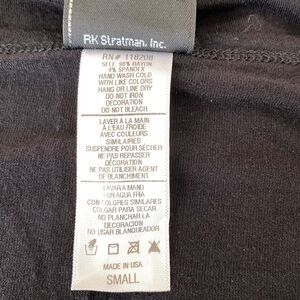 RK Stratman, Inc.
RN# 118208
SELF: 96% RAYON
4% SPANDEX
HAND WASH COLD
WITH LIKE COLORS
HANG OR LINE DRY
DO NOT IRON
DECORATION
DO NOT BLEACH
LAVER À LA MAIN
À L'EAU FROIDE
AVEC COULEURS
SIMILAIRES
SUSPENDRE POUR SÉCHER
NE PAS REPASSER
DÉCORATION
NE PAS UTILISER AGENT
DE BLANCHIMENT
LAVAR A MANO
CON AGUA FRIA
CON COLORES SIMILARES
COLGAR PARA SECAR
NO PLANCHAR LA
DECORACION
NO USAR BLANQUEADOR
MADE IN USA
SMALL